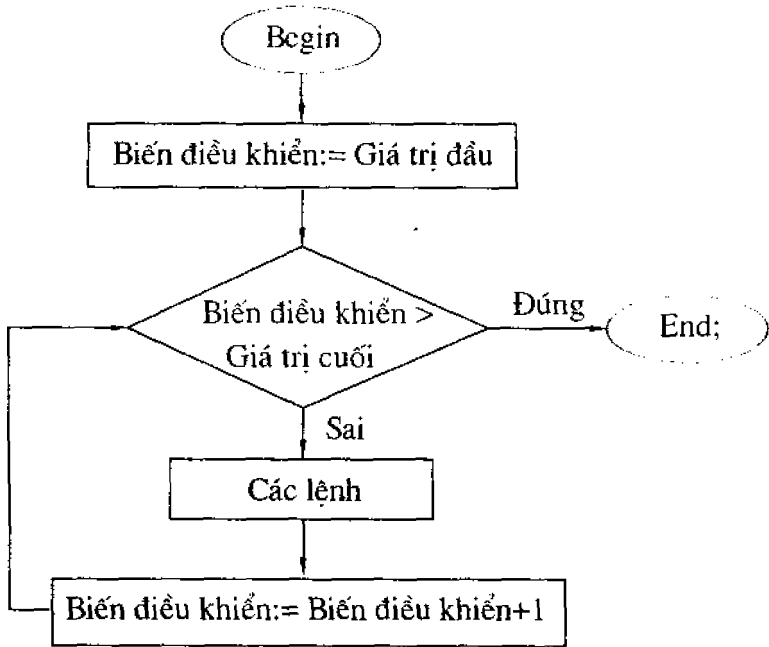 Begin
Biến điều khiển:= Giá trị đầu
Biến điều khiển >
Giá trị cuối
Đúng
End;
Sai
Các lệnh
Biến điều khiển:= Biến điều khiển+1